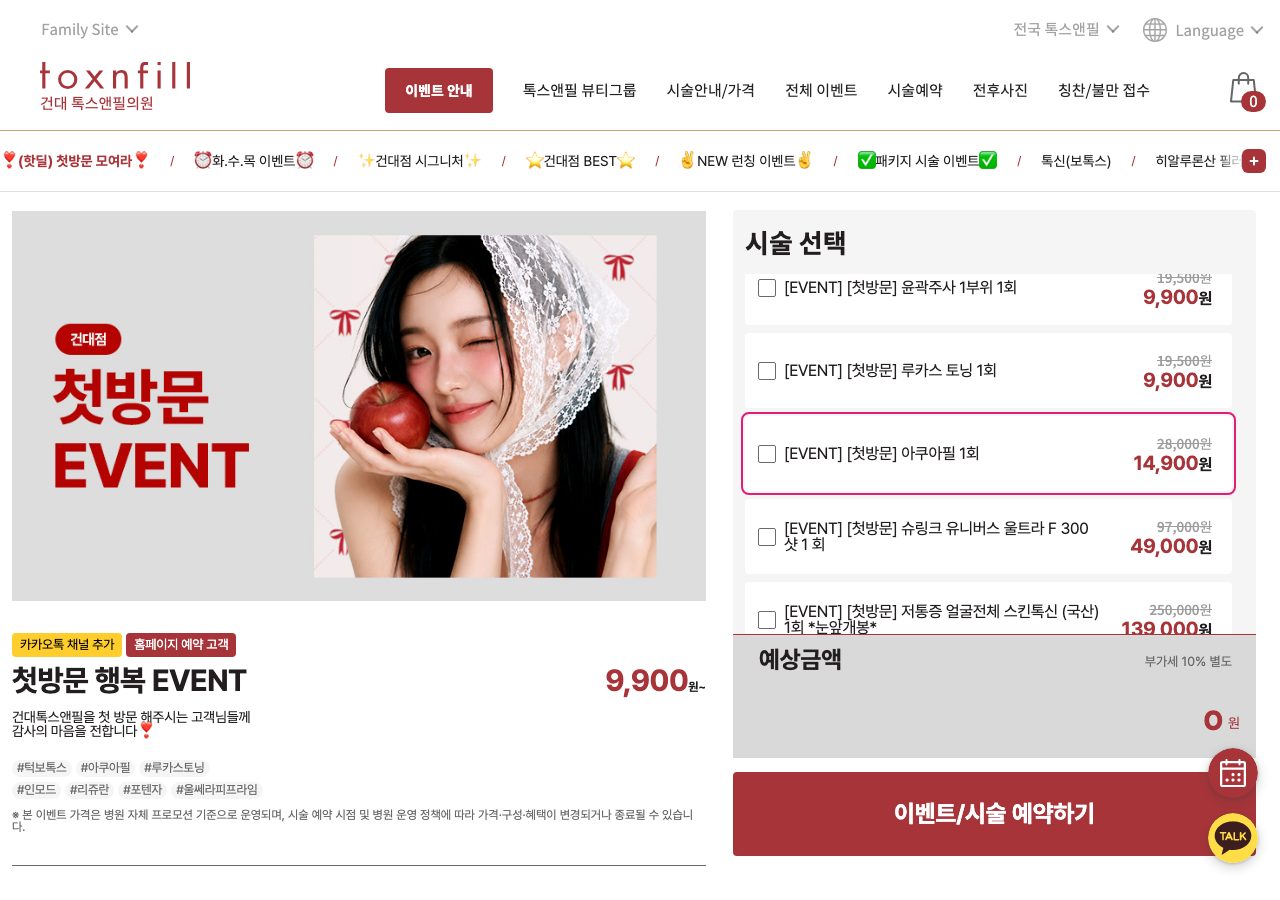 Family Site
전국 톡스앤필
Language
toxnfill
건대 톡스앤필의원
이벤트 안내
톡스앤필 뷰티그룹
시술안내/가격
전체 이벤트
시술예약
전후사진
칭찬/불만 접수
0
❣️(핫딜) 첫방문 모여라❣️ / ⏰화.수.목 이벤트⏰ / ✨건대점 시그니처✨ / ⭐건대점 BEST⭐ / ✌️NEW 런칭 이벤트✌️ / ✅패키지 시술 이벤트✅ / 톡신(보톡스) / 히알루론산 필러
+
건대점
첫방문
EVENT
카카오톡 채널 추가
홈페이지 예약 고객
첫방문 행복 EVENT
9,900원~
건대톡스앤필을 첫 방문 해주시는 고객님들께
감사의 마음을 전합니다❣️
#턱보톡스 #아쿠아필 #루카스토닝
#인모드 #리쥬란 #포텐자 #울쎄라피프라임
※ 본 이벤트 가격은 병원 자체 프로모션 기준으로 운영되며, 시술 예약 시점 및 병원 운영 정책에 따라 가격·구성·혜택이 변경되거나 종료될 수 있습니
다.
시술 선택
19,500원
[EVENT] [첫방문] 윤곽주사 1부위 1회
9,900원
19,500원
[EVENT] [첫방문] 루카스 토닝 1회
9,900원
28,000원
[EVENT] [첫방문] 아쿠아필 1회
14,900원
97,000원
[EVENT] [첫방문] 슈링크 유니버스 울트라 F 300
샷 1 회
49,000원
250,000원
[EVENT] [첫방문] 저통증 얼굴전체 스킨톡신 (국산)
1회 *눈앞개봉*
139,000원
예상금액
부가세 10% 별도
0 원
이벤트/시술 예약하기
TALK